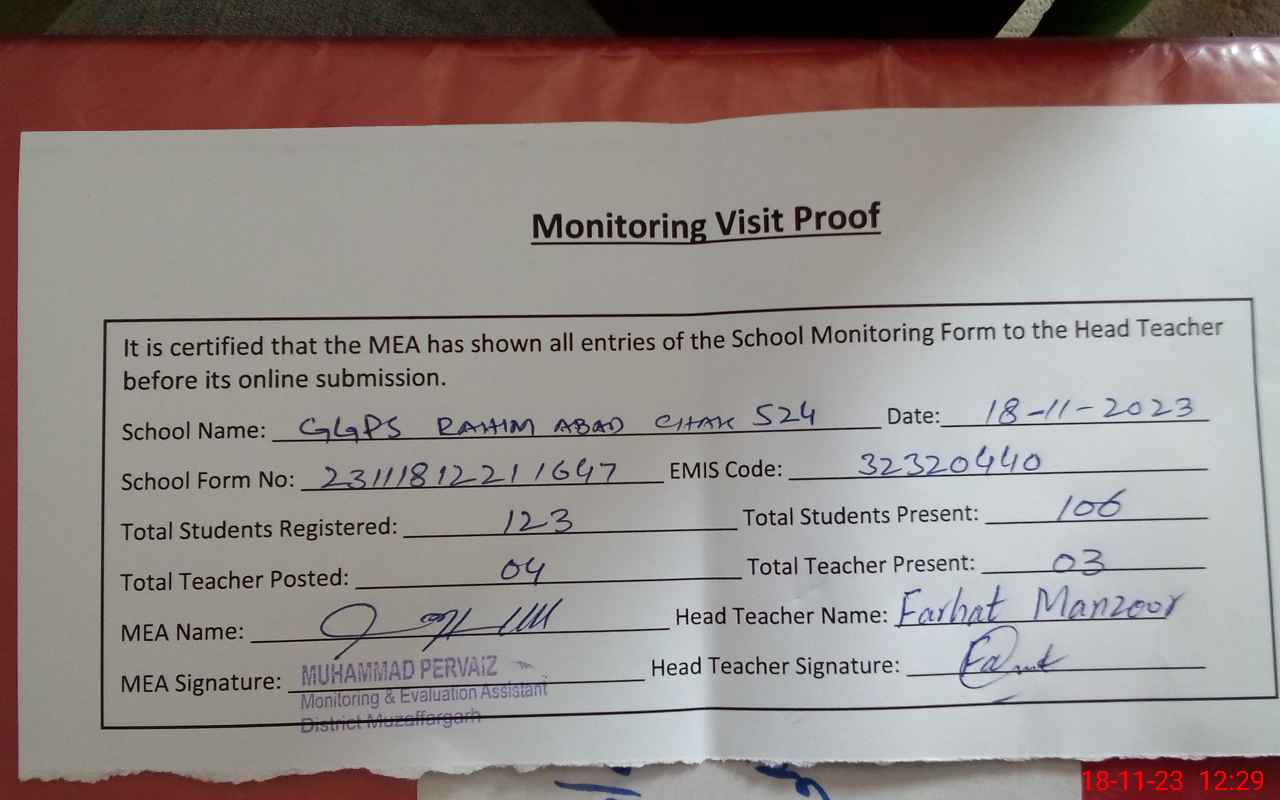 Monitoring Visit Proof
It is certified that the MEA has shown all entries of the School Monitoring Form to the Head Teacher
before its online submission.
School Name: GGPS RAHIM ABAD CHAK 524 Date: 18-11-2023
School Form No: 23111812211647 EMIS Code: 32320440
Total Students Registered: 123 Total Students Present: 106
Total Teacher Posted: 04 Total Teacher Present: 03
MEA Name: Head Teacher Name: Farhat Manzoor
MEA Signature: MUHAMMAD PERVAIZ Head Teacher Signature:
Monitoring & Evaluation Assistant
District Muzaffargarh
18-11-23 12:29